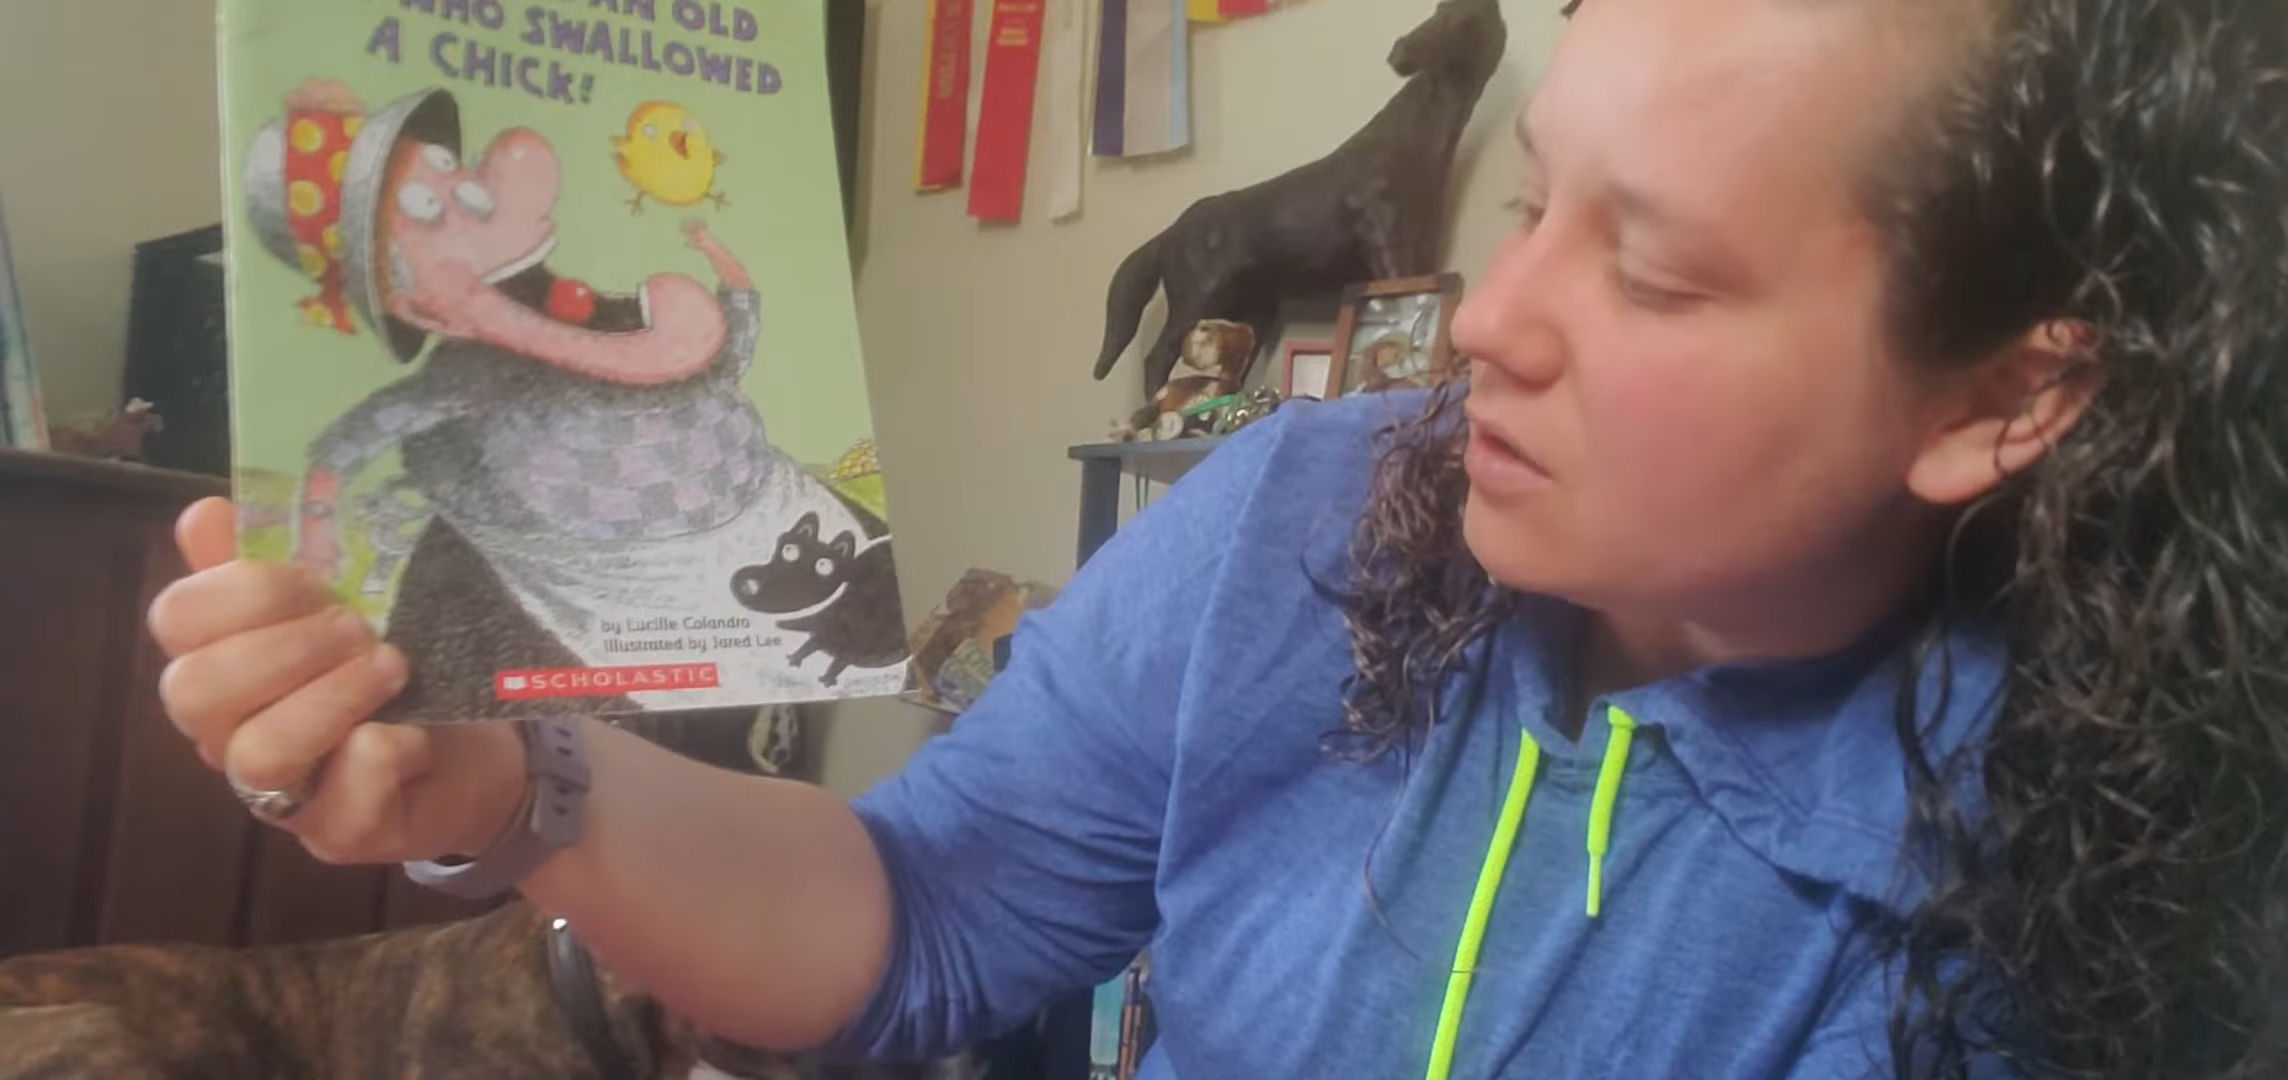 AN OLD
WHO SWALLOWED
A CHICK!
by Lucille Colandro
Illustrated by Jared Lee
SCHOLASTIC